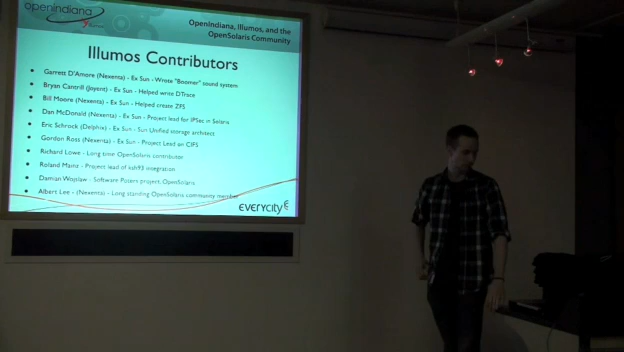 openindiana
OpenIndiana, Illumos, and the
OpenSolaris Community
Illumos Contributors
Garrett D'Amore (Nexenta) - Ex Sun - Wrote "Boomer" sound system
Bryan Cantrill (Joyent) - Ex Sun - Helped write DTrace
Bill Moore (Nexenta) - Ex Sun - Helped create ZFS
Dan McDonald (Nexenta) - Ex Sun - Project lead for IPSec in Solaris
Eric Schrock (Delphix) - Ex Sun - Sun Unified storage architect
Gordon Ross (Nexenta) - Ex Sun - Project Lead on CIFS
Richard Lowe - Long time OpenSolaris contributor
Roland Mainz - Project lead of ksh93 integration
Damian Wojslaw - Software Porters project, OpenSolaris
Albert Lee - (Nexenta) - Long standing OpenSolaris community member
EVERYCITY